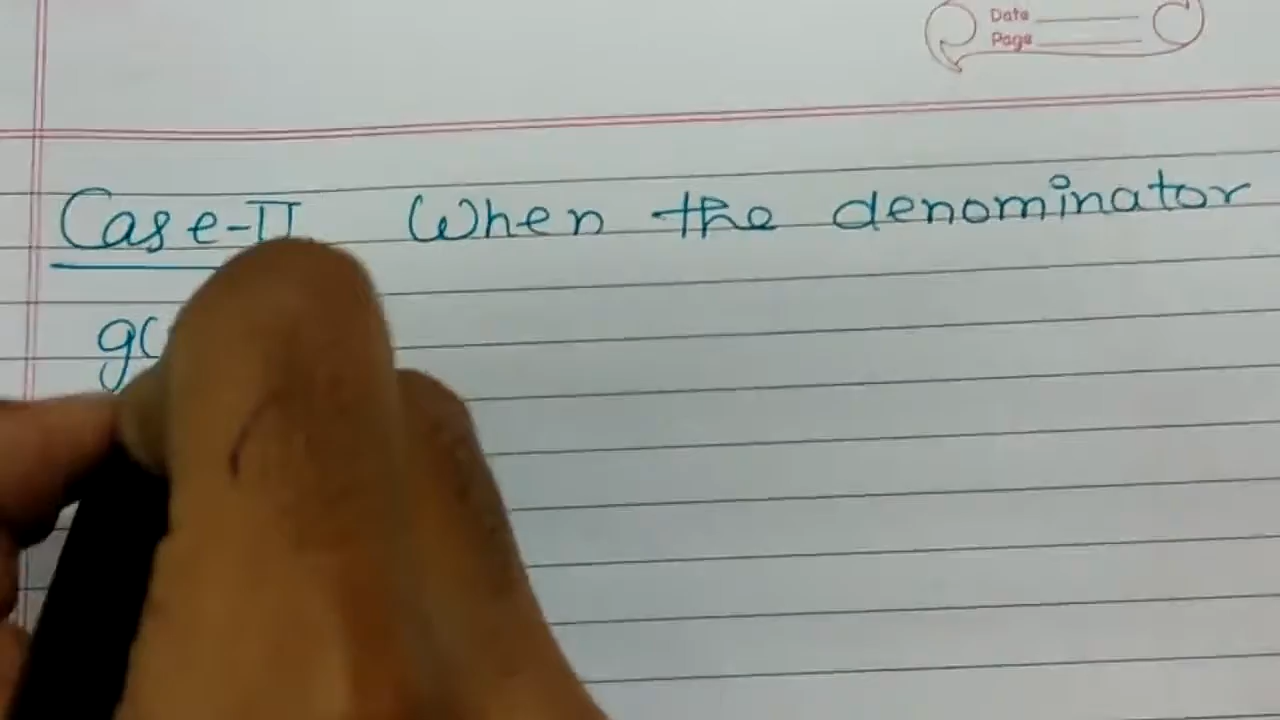 Date
Page
Case-II When the denominator
g(